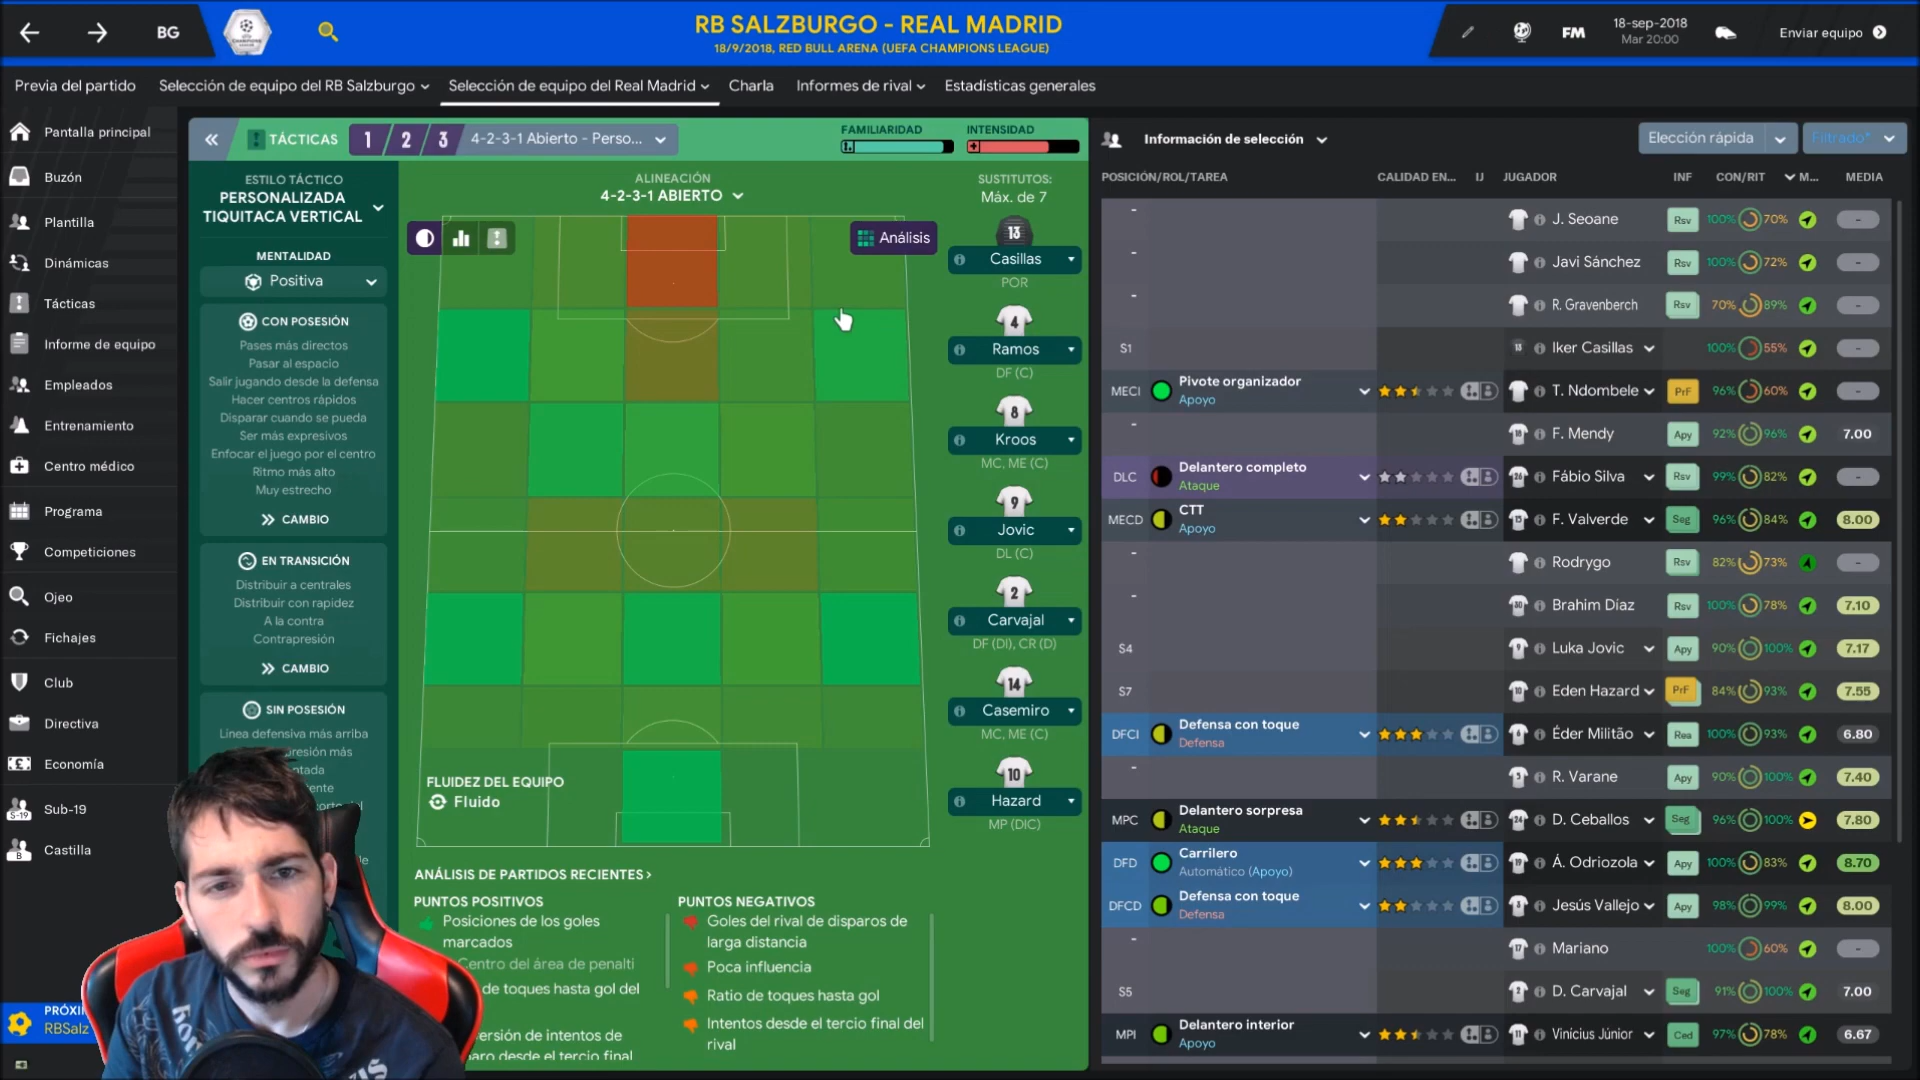 BG
RB SALZBURGO - REAL MADRID
18/9/2018, RED BULL ARENA (UEFA CHAMPIONS LEAGUE)
FM
18-sep-2018
Mar 20:00
Enviar equipo
Previa del partido
Selección de equipo del RB Salzburgo
Selección de equipo del Real Madrid
Charla
Informes de rival
Estadísticas generales
Pantalla principal
Buzón
Plantilla
Dinámicas
Tácticas
Informe de equipo
Empleados
Entrenamiento
Centro médico
Programa
Competiciones
Ojeo
Fichajes
Club
Directiva
Economía
Sub-19
Castilla
PRÓXI
RBSalz
TÁCTICAS
1 2 3
4-2-3-1 Abierto - Perso...
FAMILIARIDAD
INTENSIDAD
ESTILO TÁCTICO
PERSONALIZADA
TIQUITACA VERTICAL
MENTALIDAD
Positiva
CON POSESIÓN
Pases más directos
Pasar al espacio
Salir jugando desde la defensa
Hacer centros rápidos
Disparar cuando se pueda
Ser más expresivos
Enfocar el juego por el centro
Ritmo más alto
Muy estrecho
CAMBIO
EN TRANSICIÓN
Distribuir a centrales
Distribuir con rapidez
A la contra
Contrapresión
CAMBIO
SIN POSESIÓN
Línea defensiva más arriba
ALINEACIÓN
4-2-3-1 ABIERTO
Análisis
FLUIDEZ DEL EQUIPO
Fluido
SUSTITUTOS:
Máx. de 7
13
Casillas
POR
4
Ramos
DF (C)
8
Kroos
MC, ME (C)
9
Jovic
DL (C)
2
Carvajal
DF (DI), CR (D)
14
Casemiro
MC, ME (C)
10
Hazard
MP (DIC)
ANÁLISIS DE PARTIDOS RECIENTES >
PUNTOS POSITIVOS
Posiciones de los goles
marcados
Centro del área de penalti
de toques hasta gol del
ersión de intentos de
aro desde el tercio final
PUNTOS NEGATIVOS
Goles del rival de disparos de
larga distancia
Poca influencia
Ratio de toques hasta gol
Intentos desde el tercio final del
rival
Información de selección
Elección rápida
Filtrado*
POSICIÓN/ROL/TAREA CALIDAD EN... IJ JUGADOR INF CON/RIT M... MEDIA
- J. Seoane Rsv 100% 70% -
- Javi Sánchez Rsv 100% 72% -
- R. Gravenberch Rsv 70% 89% -
S1 Iker Casillas 100% 55% -
MECI Pivote organizador Apoyo T. Ndombele PrF 96% 60% -
- F. Mendy Apy 92% 96% 7.00
DLC Delantero completo Ataque Fábio Silva Rsv 99% 82% -
MECD CTT Apoyo F. Valverde Seg 96% 84% 8.00
- Rodrygo Rsv 82% 73% -
- Brahim Díaz Rsv 100% 78% 7.10
S4 Luka Jovic Apy 90% 100% 7.17
S7 Eden Hazard PrF 84% 93% 7.55
DFCI Defensa con toque Defensa Éder Militão Rea 100% 93% 6.80
- R. Varane Apy 90% 100% 7.40
MPC Delantero sorpresa Ataque D. Ceballos Seg 96% 100% 7.80
DFD Carrilero Automático (Apoyo) Á. Odriozola Apy 100% 83% 8.70
DFCD Defensa con toque Defensa Jesús Vallejo Apy 98% 99% 8.00
- Mariano 100% 60% -
S5 D. Carvajal Seg 91% 100% 7.00
MPI Delantero interior Apoyo Vinícius Júnior Ced 97% 78% 6.67